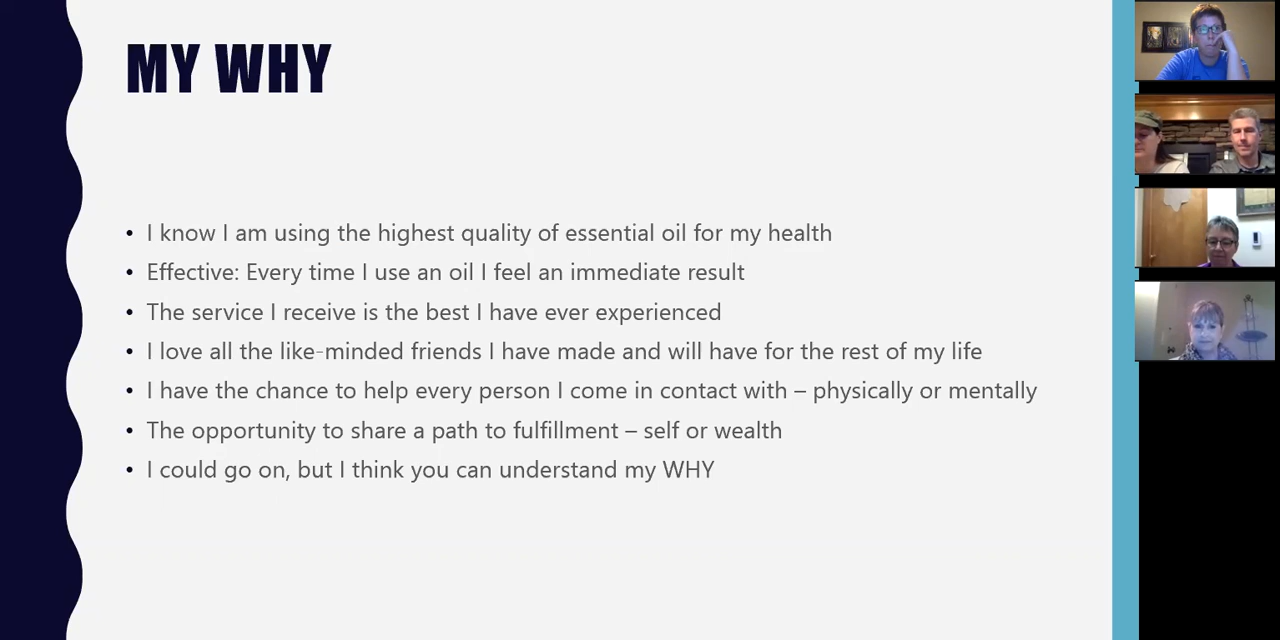 MY WHY
• I know I am using the highest quality of essential oil for my health
• Effective: Every time I use an oil I feel an immediate result
• The service I receive is the best I have ever experienced
• I love all the like-minded friends I have made and will have for the rest of my life
• I have the chance to help every person I come in contact with – physically or mentally
• The opportunity to share a path to fulfillment – self or wealth
• I could go on, but I think you can understand my WHY